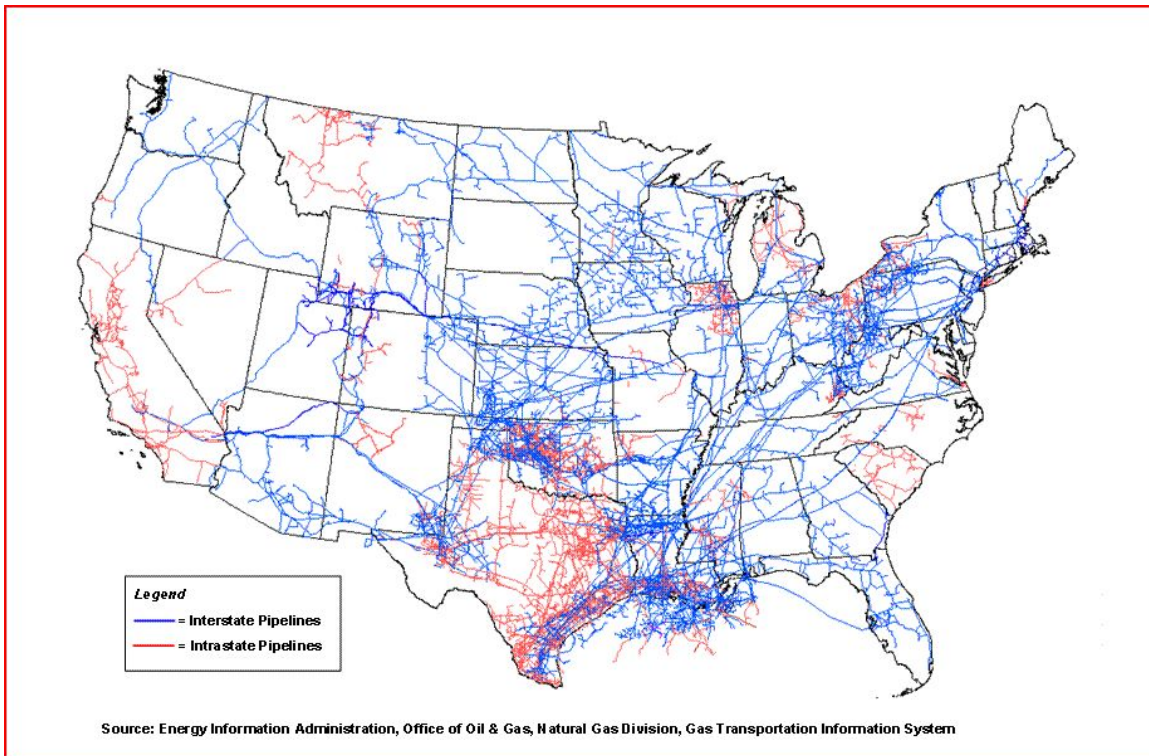 Legend
= Interstate Pipelines
= Intrastate Pipelines
Source: Energy Information Administration, Office of Oil & Gas, Natural Gas Division, Gas Transportation Information System